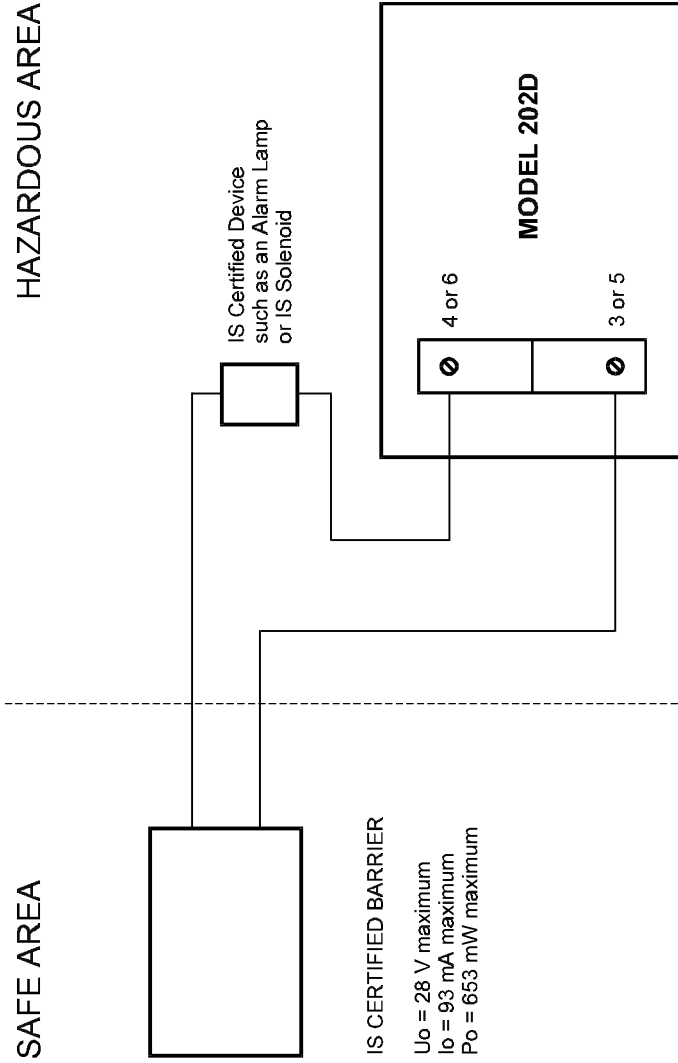 SAFE AREA
HAZARDOUS AREA
IS Certified Device
such as an Alarm Lamp
or IS Solenoid
IS CERTIFIED BARRIER
Uo = 28 V maximum
Io = 93 mA maximum
Po = 653 mW maximum
4 or 6
3 or 5
MODEL 202D